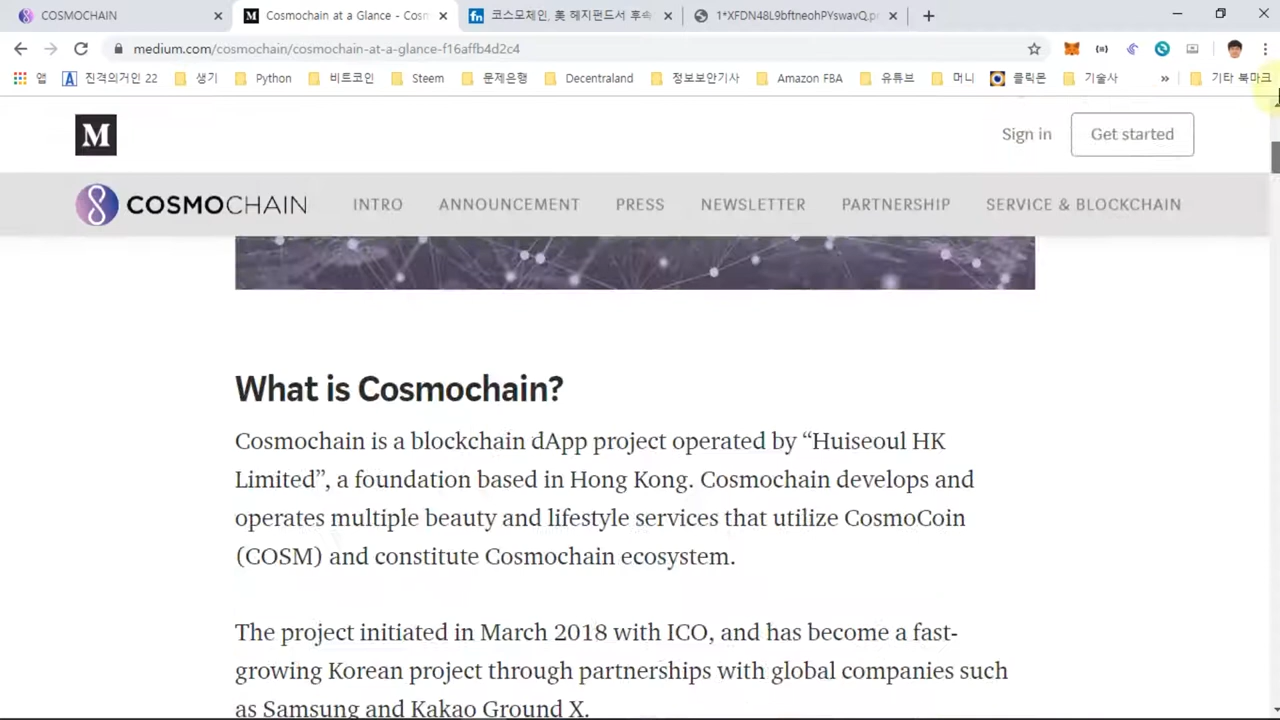 COSMOCHAIN
Cosmochain at a Glance - Cosm
코스모체인, 美 헤지펀드서 후속
1*XFDN48L9bftneohPYswavQ.pn
medium.com/cosmochain/cosmochain-at-a-glance-f16affb4d2c4
앱 진격의거인 22 생기 Python 비트코인 Steem 문제은행 Decentraland 정보보안기사 Amazon FBA 유튜브 머니 클릭몬 기술사 » 기타 북마크
M
Sign in Get started
COSMOCHAIN INTRO ANNOUNCEMENT PRESS NEWSLETTER PARTNERSHIP SERVICE & BLOCKCHAIN
What is Cosmochain?
Cosmochain is a blockchain dApp project operated by “Huiseoul HK
Limited”, a foundation based in Hong Kong. Cosmochain develops and
operates multiple beauty and lifestyle services that utilize CosmoCoin
(COSM) and constitute Cosmochain ecosystem.
The project initiated in March 2018 with ICO, and has become a fast-
growing Korean project through partnerships with global companies such
as Samsung and Kakao Ground X.